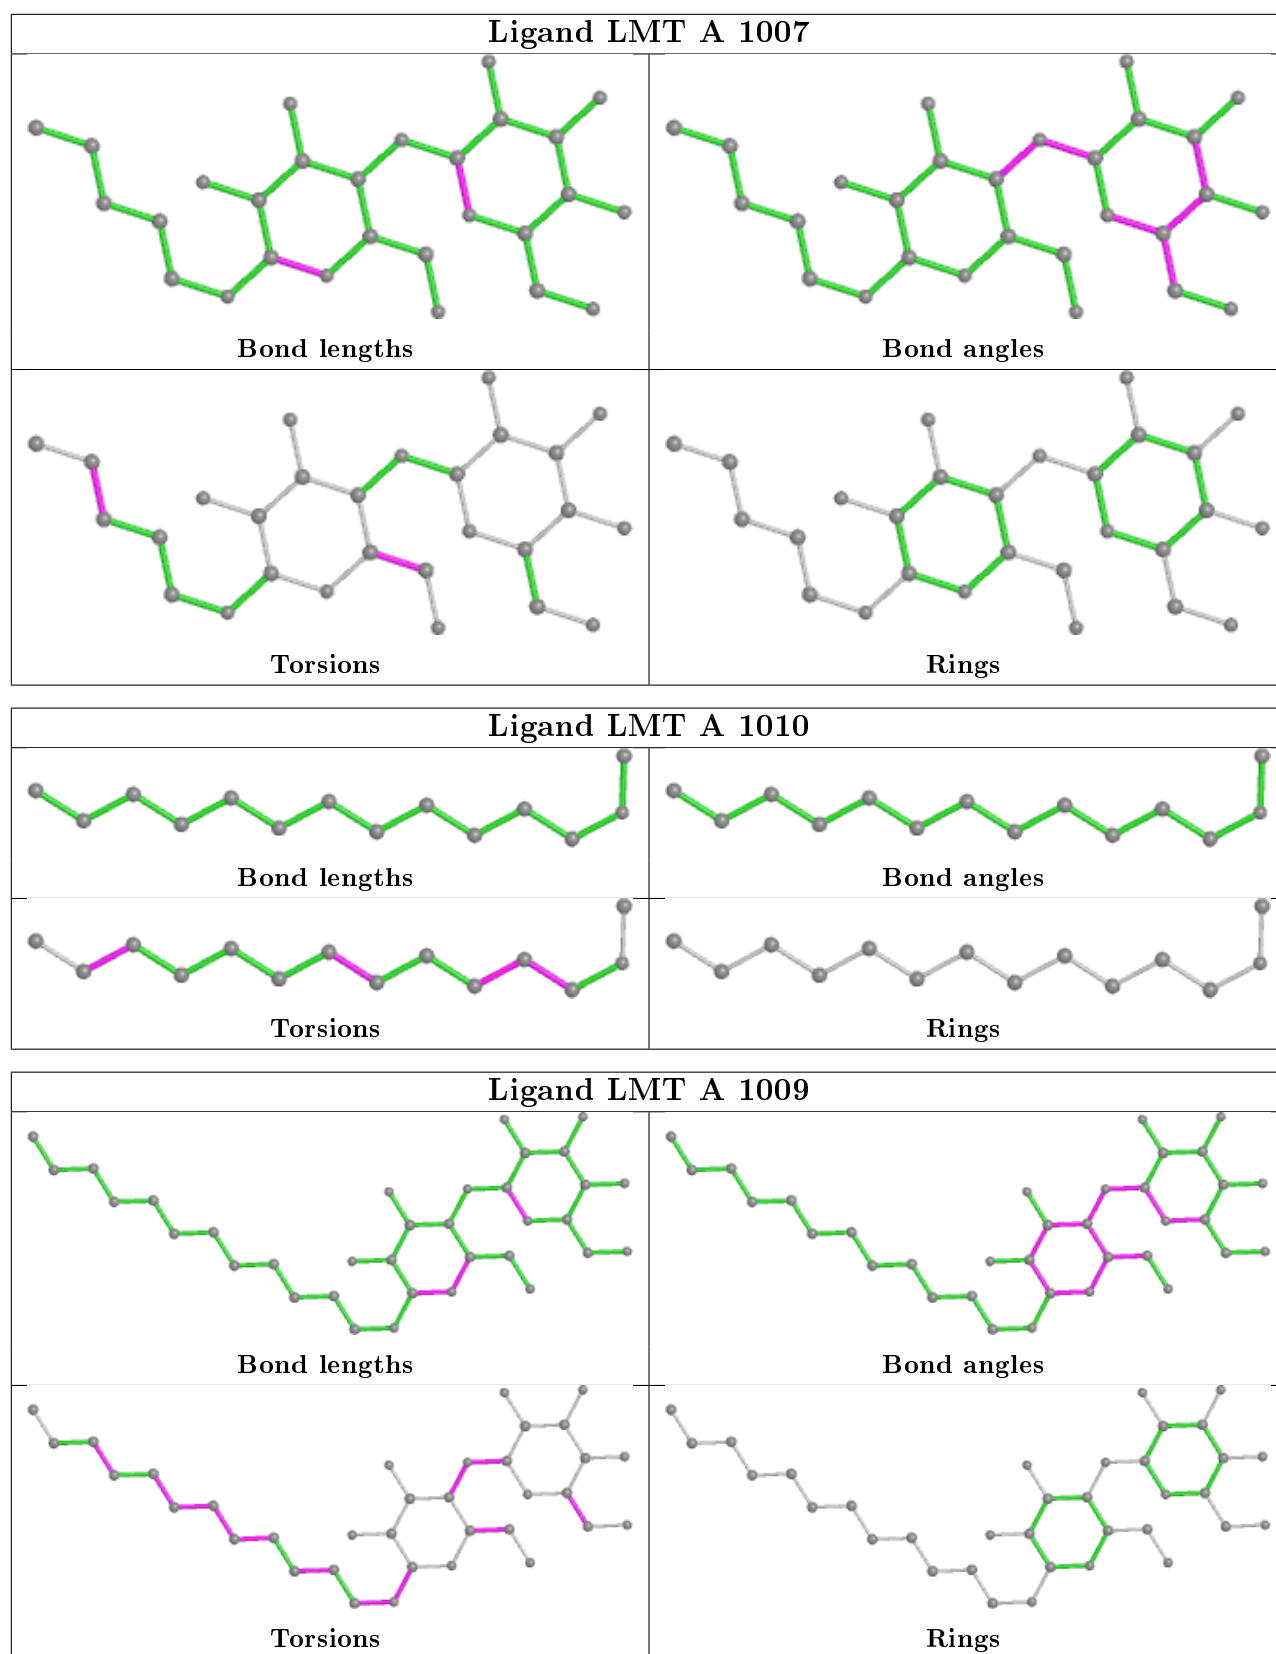 Ligand LMT A 1007
Bond lengths
Bond angles
Torsions
Rings
Ligand LMT A 1010
Bond lengths
Bond angles
Torsions
Rings
Ligand LMT A 1009
Bond lengths
Bond angles
Torsions
Rings